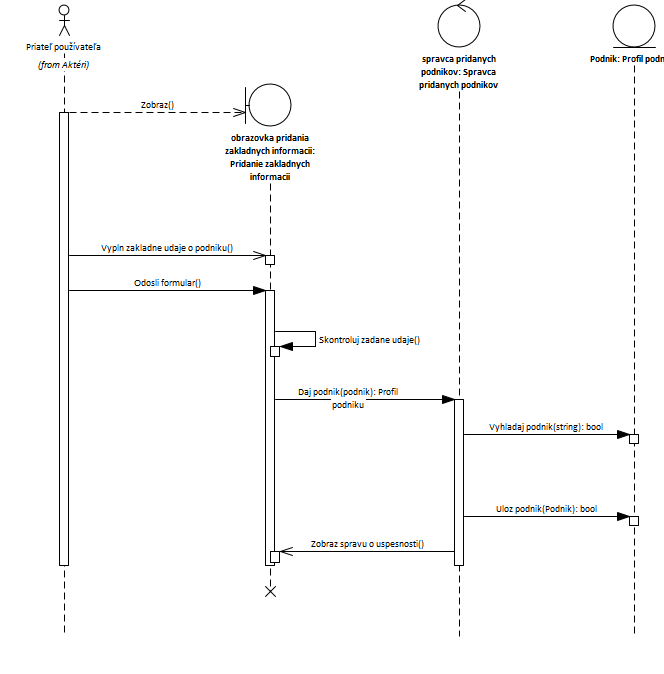 Priateľ používateľa
(from Aktéri)
spravca pridanych
podnikov: Spravca
pridanych podnikov
Podnik: Profil podn
Zobraz()
obrazovka pridania
zakladnych informacii:
Pridanie zakladnych
informacii
Vypln zakladne udaje o podniku()
Odosli formular()
Skontroluj zadane udaje()
Daj podnik(podnik): Profil
podniku
Vyhladaj podnik(string): bool
Uloz podnik(Podnik): bool
Zobraz spravu o uspesnosti()